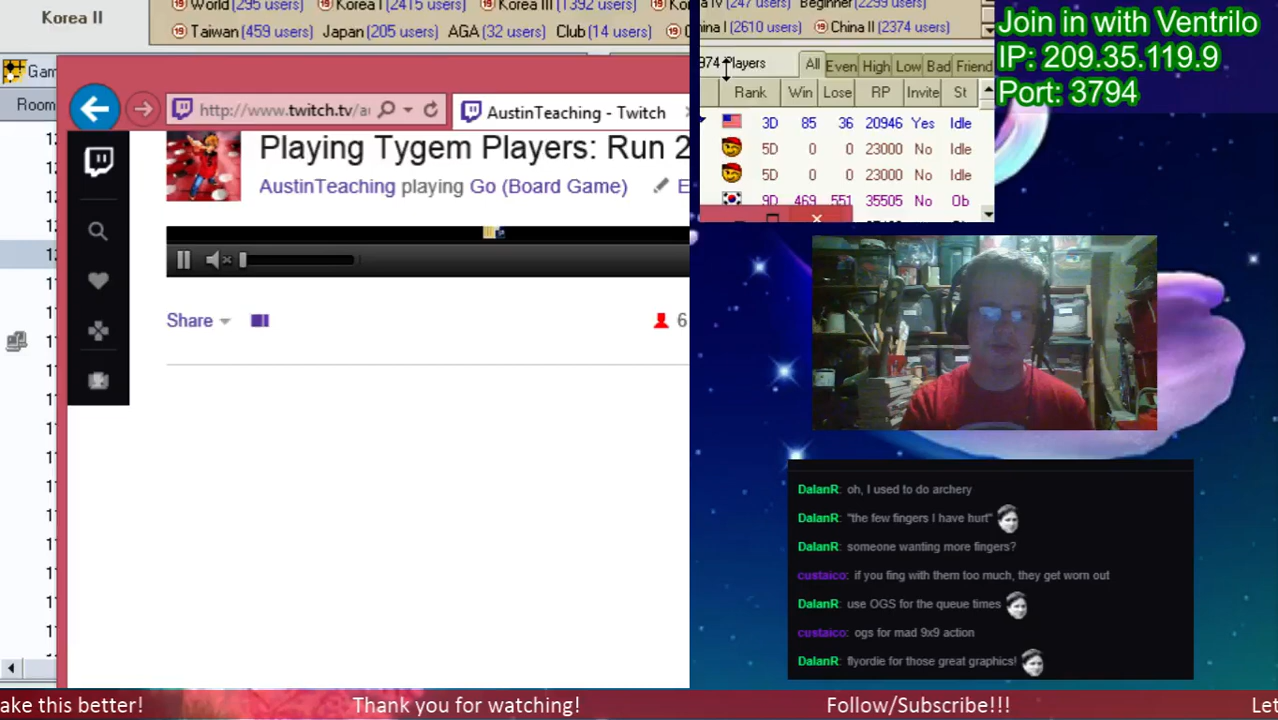 Korea II
World(295 users) Korea I(2415 users) Korea III(1392 users)
Taiwan(459 users) Japan(205 users) AGA(32 users) Club(14 users)
Beginner(2299 users)
China I(2610 users) China II(2374 users)
Join in with Ventrilo
IP: 209.35.119.9
Port: 3794
974 Players All Even High Low Bad Friend
Room
Rank Win Lose RP Invite St
3D 85 36 20946 Yes Idle
5D 0 0 23000 No Idle
5D 0 0 23000 No Idle
9D 469 551 35505 No Ob
http://www.twitch.tv/a
AustinTeaching - Twitch
Playing Tygem Players: Run 2
AustinTeaching playing Go (Board Game) E
Share 6
DalanR: oh, I used to do archery
DalanR: "the few fingers I have hurt"
DalanR: someone wanting more fingers?
custaico: if you fing with them too much, they get worn out
DalanR: use OGS for the queue times
custaico: ogs for mad 9x9 action
DalanR: flyordie for those great graphics!
ake this better! Thank you for watching! Follow/Subscribe!!! Let